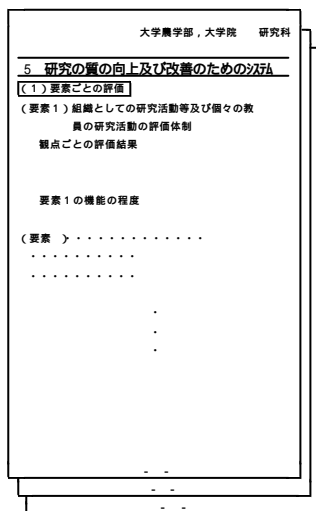 大学農学部，大学院　研究科
5 研究の質の向上及び改善のためのｼｽﾃﾑ
(１)要素ごとの評価
(要素１)組織としての研究活動等及び個々の教
員の研究活動の評価体制
観点ごとの評価結果
要素１の機能の程度
(要素　)・・・・・・・・・・・・・
・・・・・・・・・・
・・・・・・・・・・
・
・
・
- -
- -
- -